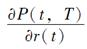 ∂P(t, T)
∂r(t)